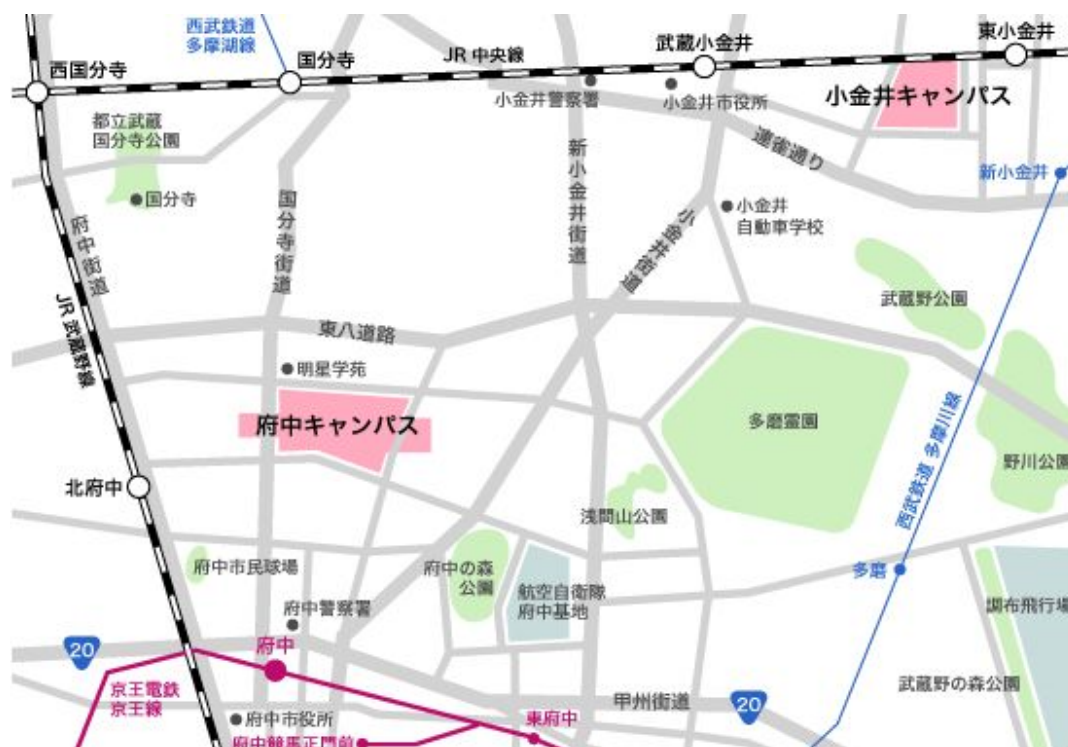 西武鉄道
多摩湖線
国分寺
西国分寺
JR 中央線
武蔵小金井
東小金井
小金井警察署
小金井市役所
小金井キャンパス
都立武蔵
国分寺公園
国分寺
連雀通り
新小金井
新小金井街道
国分寺街道
小金井街道
小金井
自動車学校
府中街道
JR 武蔵野線
東八道路
武蔵野公園
明星学苑
府中キャンパス
多磨霊園
西武鉄道 多摩川線
野川公園
北府中
浅間山公園
府中市民球場
府中の森
公園
航空自衛隊
府中基地
多磨
調布飛行場
府中警察署
20
府中
京王電鉄
京王線
武蔵野の森公園
甲州街道
20
府中市役所
東府中
府中競馬正門前